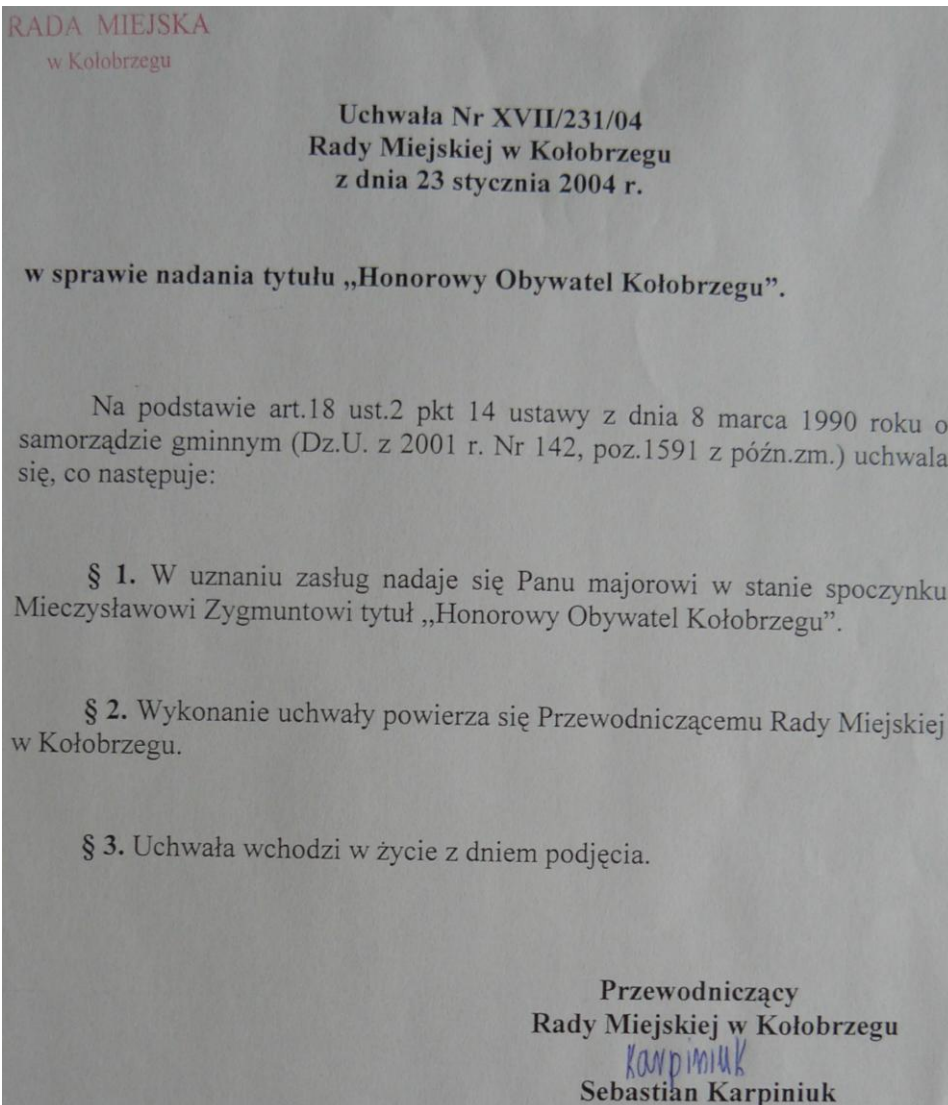 RADA MIEJSKA
w Kołobrzegu
Uchwała Nr XVII/231/04
Rady Miejskiej w Kołobrzegu
z dnia 23 stycznia 2004 r.
w sprawie nadania tytułu „Honorowy Obywatel Kołobrzegu”.
Na podstawie art.18 ust.2 pkt 14 ustawy z dnia 8 marca 1990 roku o
samorządzie gminnym (Dz.U. z 2001 r. Nr 142, poz.1591 z późn.zm.) uchwala
się, co następuje:
§ 1. W uznaniu zasług nadaje się Panu majorowi w stanie spoczynku
Mieczysławowi Zygmuntowi tytuł „Honorowy Obywatel Kołobrzegu”.
§ 2. Wykonanie uchwały powierza się Przewodniczącemu Rady Miejskiej
w Kołobrzegu.
§ 3. Uchwała wchodzi w życie z dniem podjęcia.
Przewodniczący
Rady Miejskiej w Kołobrzegu
Karpiniuk
Sebastian Karpiniuk